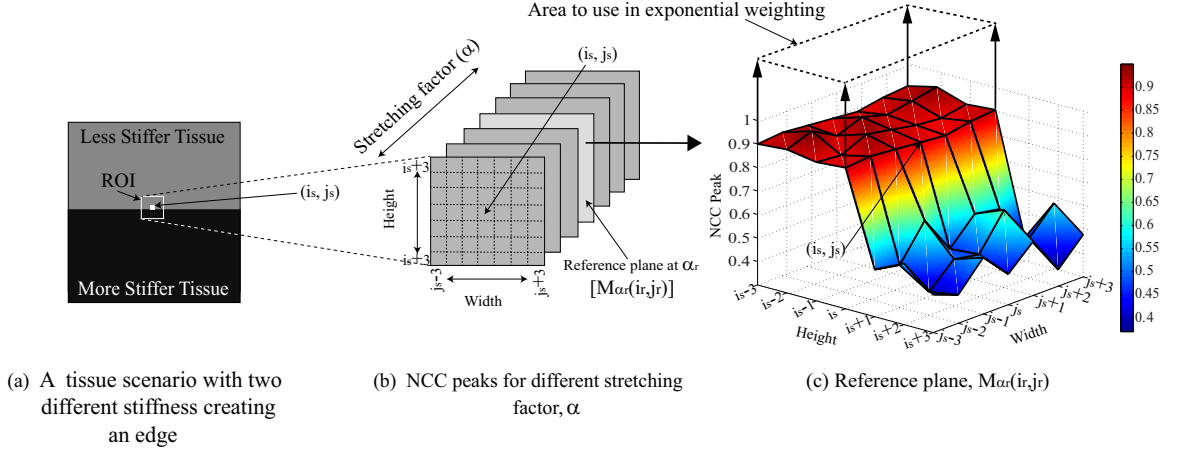 Area to use in exponential weighting
Less Stiffer Tissue
ROI
(is, js)
More Stiffer Tissue
Stretching factor (α)
(is, js)
is+3
Height
is+3
js-3
Width
js+3
Reference plane at αr
[Mαr(ir,jr)]
NCC Peak
1
0.9
0.8
0.7
0.6
0.5
0.4
(is, js)
is-3
is-2
is-1
is
is+1
is+2
is+3
Height
js-3
js-2
js-1
js
js+1
js+2
js+3
Width
0.9
0.85
0.8
0.75
0.7
0.65
0.6
0.55
0.5
0.45
0.4
(a) A tissue scenario with two
different stiffness creating
an edge
(b) NCC peaks for different stretching
factor, α
(c) Reference plane, Mαr(ir,jr)